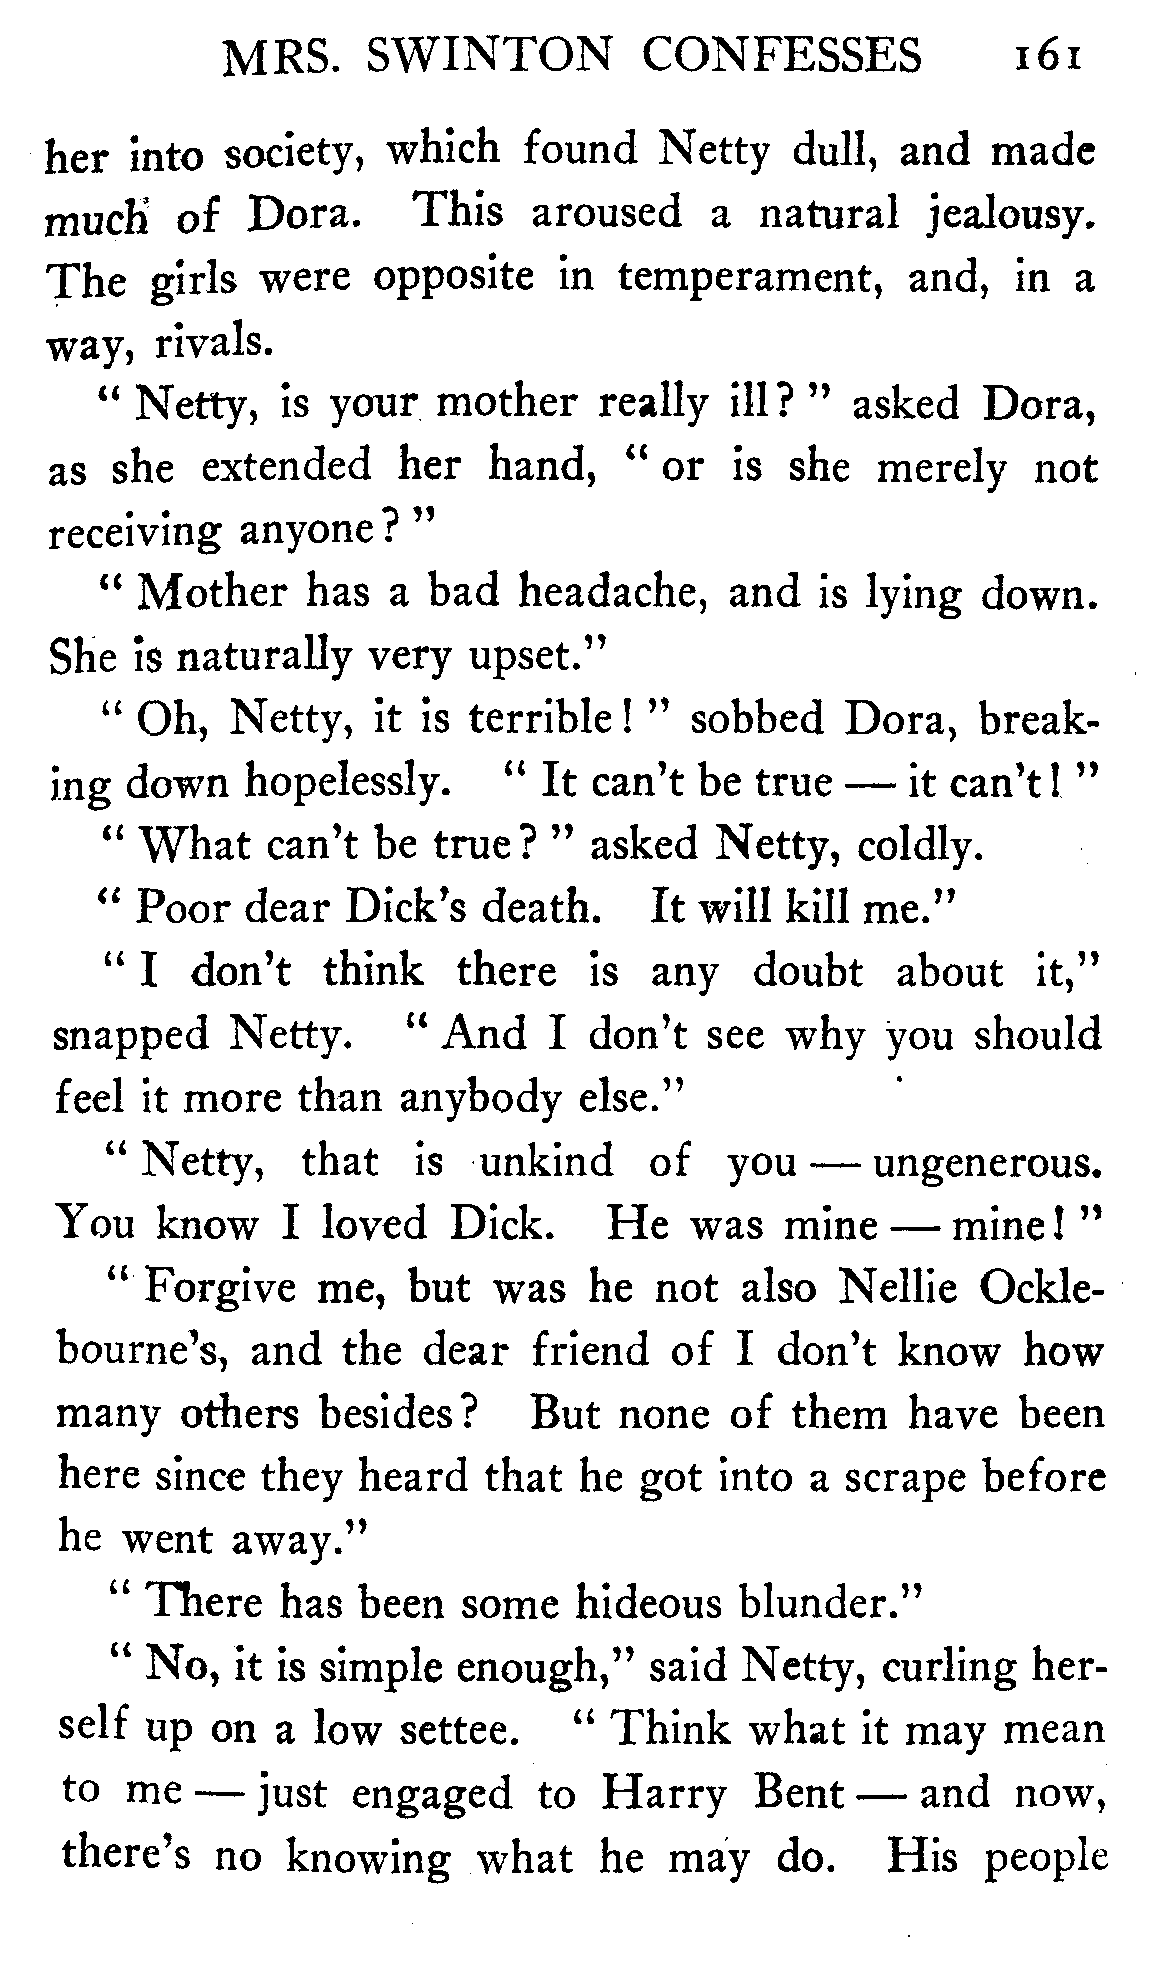 MRS. SWINTON CONFESSES 161
her into society, which found Netty dull, and made
much of Dora. This aroused a natural jealousy.
The girls were opposite in temperament, and, in a
way, rivals.
“ Netty, is your mother really ill? ” asked Dora,
as she extended her hand, “ or is she merely not
receiving anyone? ”
“ Mother has a bad headache, and is lying down.
She is naturally very upset.”
“ Oh, Netty, it is terrible! ” sobbed Dora, break-
ing down hopelessly. “ It can’t be true — it can’t! ”
“ What can’t be true? ” asked Netty, coldly.
“ Poor dear Dick’s death. It will kill me.”
“ I don’t think there is any doubt about it,”
snapped Netty. “ And I don’t see why you should
feel it more than anybody else.”
“ Netty, that is unkind of you — ungenerous.
You know I loved Dick. He was mine — mine! ”
“ Forgive me, but was he not also Nellie Ockle-
bourne’s, and the dear friend of I don’t know how
many others besides? But none of them have been
here since they heard that he got into a scrape before
he went away.”
“ There has been some hideous blunder.”
“ No, it is simple enough,” said Netty, curling her-
self up on a low settee. “ Think what it may mean
to me — just engaged to Harry Bent — and now,
there’s no knowing what he may do. His people